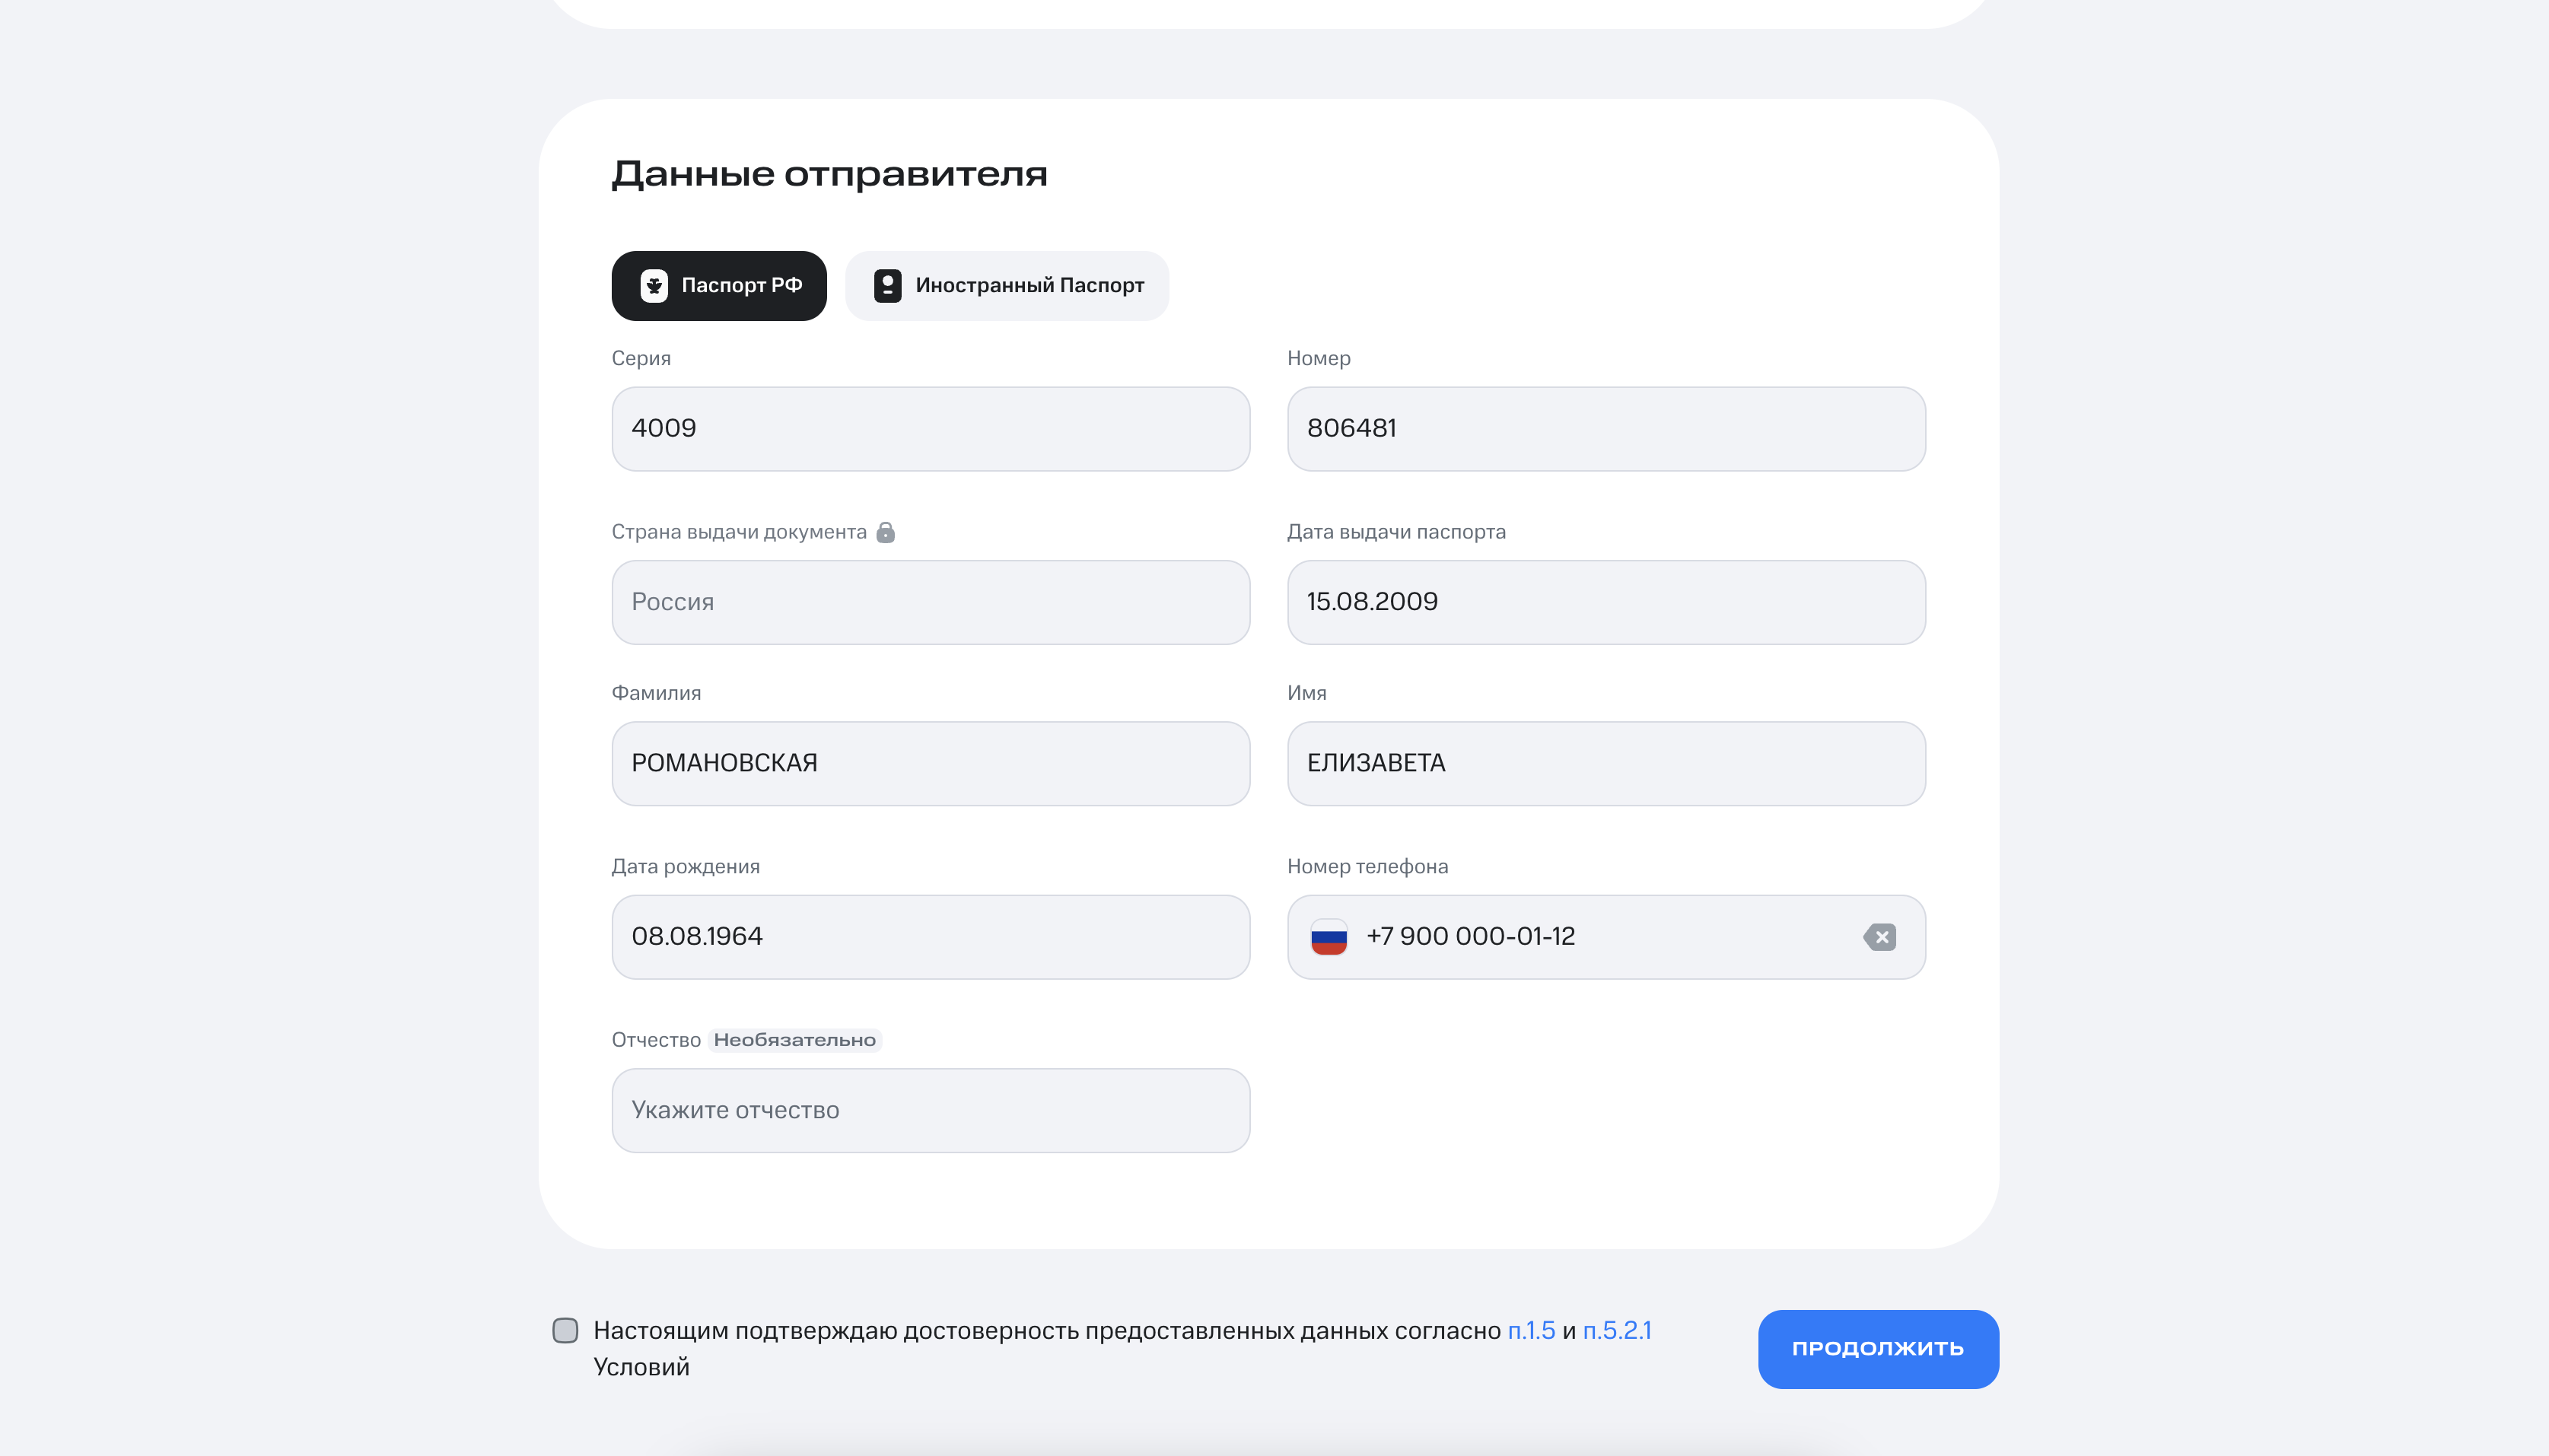 Данные отправителя
Паспорт РФ
Иностранный Паспорт
Серия
Номер
4009
806481
Страна выдачи документа
Дата выдачи паспорта
Россия
15.08.2009
Фамилия
Имя
РОМАНОВСКАЯ
ЕЛИЗАВЕТА
Дата рождения
Номер телефона
08.08.1964
+7 900 000-01-12
Отчество Необязательно
Укажите отчество
Настоящим подтверждаю достоверность предоставленных данных согласно п.1.5 и п.5.2.1
Условий
ПРОДОЛЖИТЬ